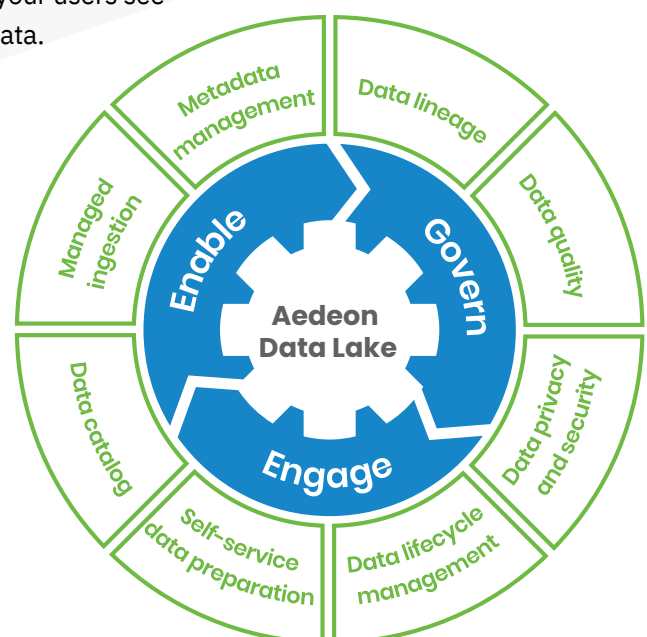 your users see
ata.
Metadata
management
Data lineage
Data quality
Data privacy
and security
Data lifecycle
management
Self-service
data preparation
Data catalog
Managed
ingestion
Enable
Govern
Engage
Aedeon
Data Lake